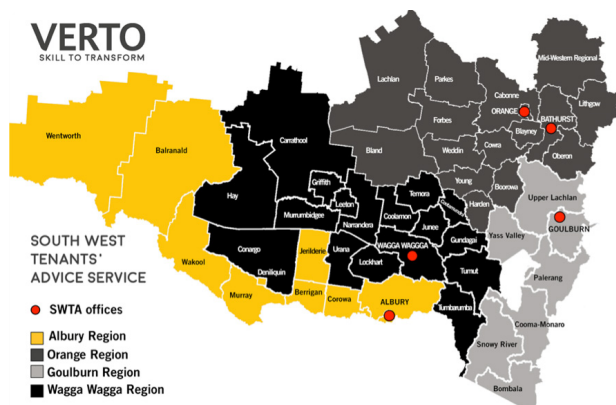 VERTO
SKILL TO TRANSFORM
Mid-Western Regional
Lachlan
Parkes
Cabonne
Lithgow
ORANGE
BATHURST
Forbes
Blayney
Bland
Weddin
Cowra
Oberon
Wentworth
Balranald
Carrathool
Griffith
Leeton
Hay
Murrumbidgee
Narrandera
Coolamon
Temora
Young
Boorowa
Harden
Upper Lachlan
Junee
Gundagai
Yass Valley
GOULBURN
SOUTH WEST
TENANTS'
ADVICE SERVICE
Conargo
Jerilderie
Urana
WAGGA WAGGGA
Lockhart
Wakool
Deniliquin
Tumut
Palerang
Murray
Berrigan
Corowa
ALBURY
Tumbarumba
Cooma-Monaro
Snowy River
Bombala
SWTA offices
Albury Region
Orange Region
Goulburn Region
Wagga Wagga Region